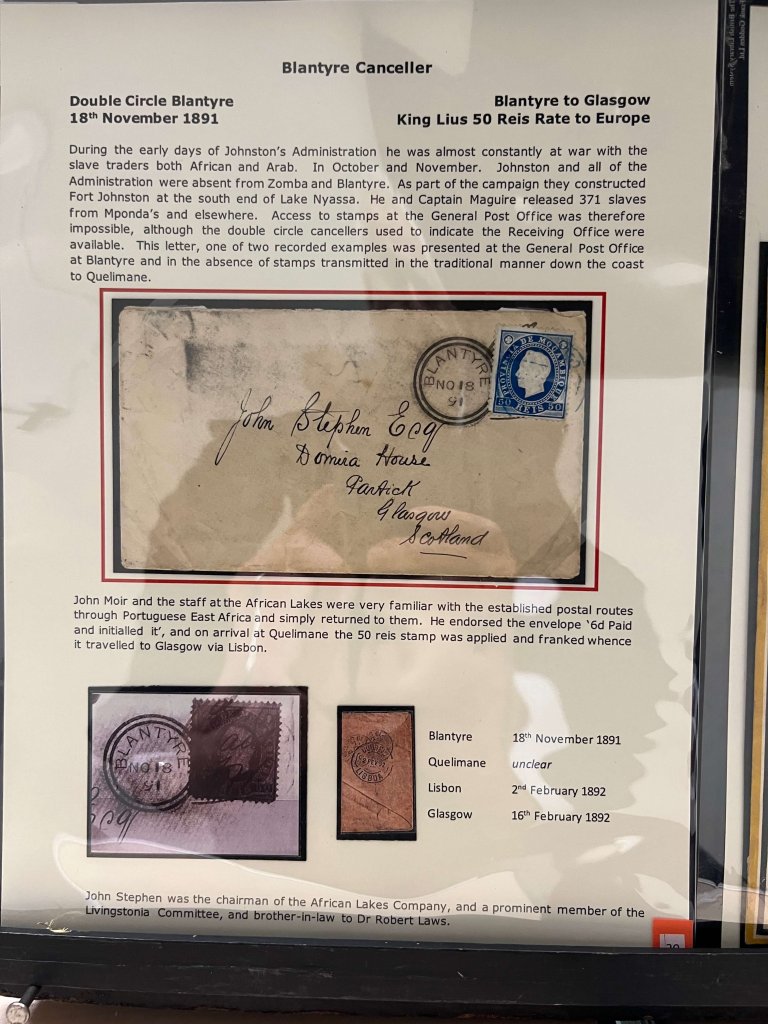 Blantyre Canceller
Double Circle Blantyre
18th November 1891
Blantyre to Glasgow
King Lius 50 Reis Rate to Europe
During the early days of Johnston's Administration he was almost constantly at war with the
slave traders both African and Arab. In October and November. Johnston and all of the
Administration were absent from Zomba and Blantyre. As part of the campaign they constructed
Fort Johnston at the south end of Lake Nyassa. He and Captain Maguire released 371 slaves
from Mponda's and elsewhere. Access to stamps at the General Post Office was therefore
impossible, although the double circle cancellers used to indicate the Receiving Office were
available. This letter, one of two recorded examples was presented at the General Post Office
at Blantyre and in the absence of stamps transmitted in the traditional manner down the coast
to Quelimane.
BLANTYRE
NO 18
91
PROVINCIA DE MOÇAMBIQUE
50 REIS 50
John Stephen Esq
Domira House
Partick
Glasgow
Scotland
John Moir and the staff at the African Lakes were very familiar with the established postal routes
through Portuguese East Africa and simply returned to them. He endorsed the envelope '6d Paid
and initialled it', and on arrival at Quelimane the 50 reis stamp was applied and franked whence
it travelled to Glasgow via Lisbon.
BLANTYRE
NO 18
91
LISBOA
Blantyre 18th November 1891
Quelimane unclear
Lisbon 2nd February 1892
Glasgow 16th February 1892
John Stephen was the chairman of the African Lakes Company, and a prominent member of the
Livingstonia Committee, and brother-in-law to Dr Robert Laws.